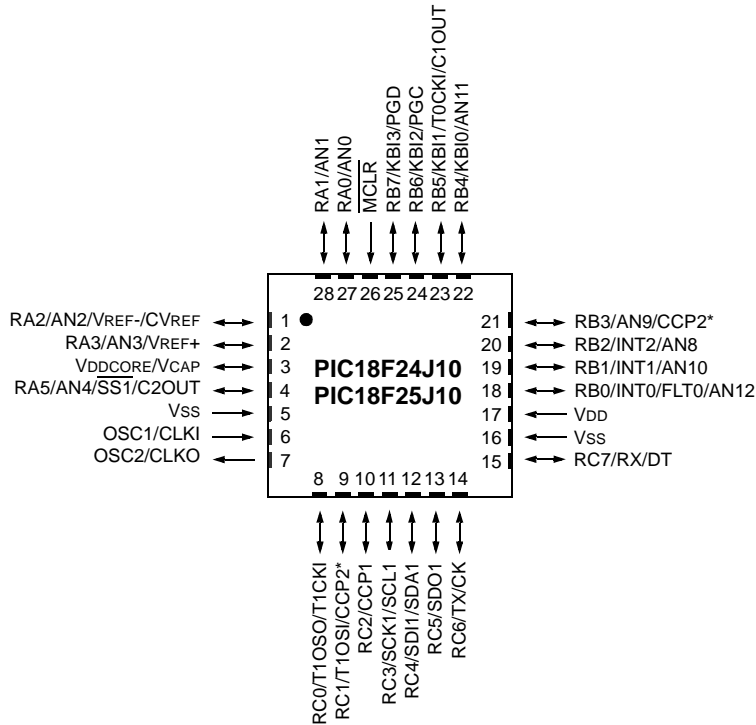 RA1/AN1
RA0/AN0
MCLR
RB7/KBI3/PGD
RB6/KBI2/PGC
RB5/KBI1/T0CKI/C1OUT
RB4/KBI0/AN11
28 27 26 25 24 23 22
RA2/AN2/VREF-/CVREF 1
RA3/AN3/VREF+ 2
VDDCORE/VCAP 3
RA5/AN4/SS1/C2OUT 4
VSS 5
OSC1/CLKI 6
OSC2/CLKO 7
PIC18F24J10
PIC18F25J10
21 RB3/AN9/CCP2*
20 RB2/INT2/AN8
19 RB1/INT1/AN10
18 RB0/INT0/FLT0/AN12
17 VDD
16 VSS
15 RC7/RX/DT
8 9 10 11 12 13 14
RC0/T1OSO/T1CKI
RC1/T1OSI/CCP2*
RC2/CCP1
RC3/SCK1/SCL1
RC4/SDI1/SDA1
RC5/SDO1
RC6/TX/CK